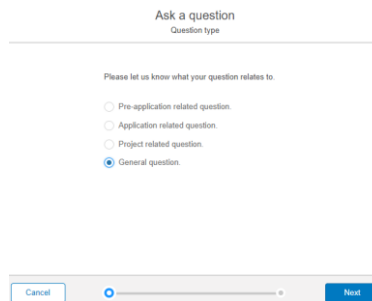 Ask a question
Question type
Please let us know what your question relates to.
Pre-application related question.
Application related question.
Project related question.
General question.
Cancel
Next